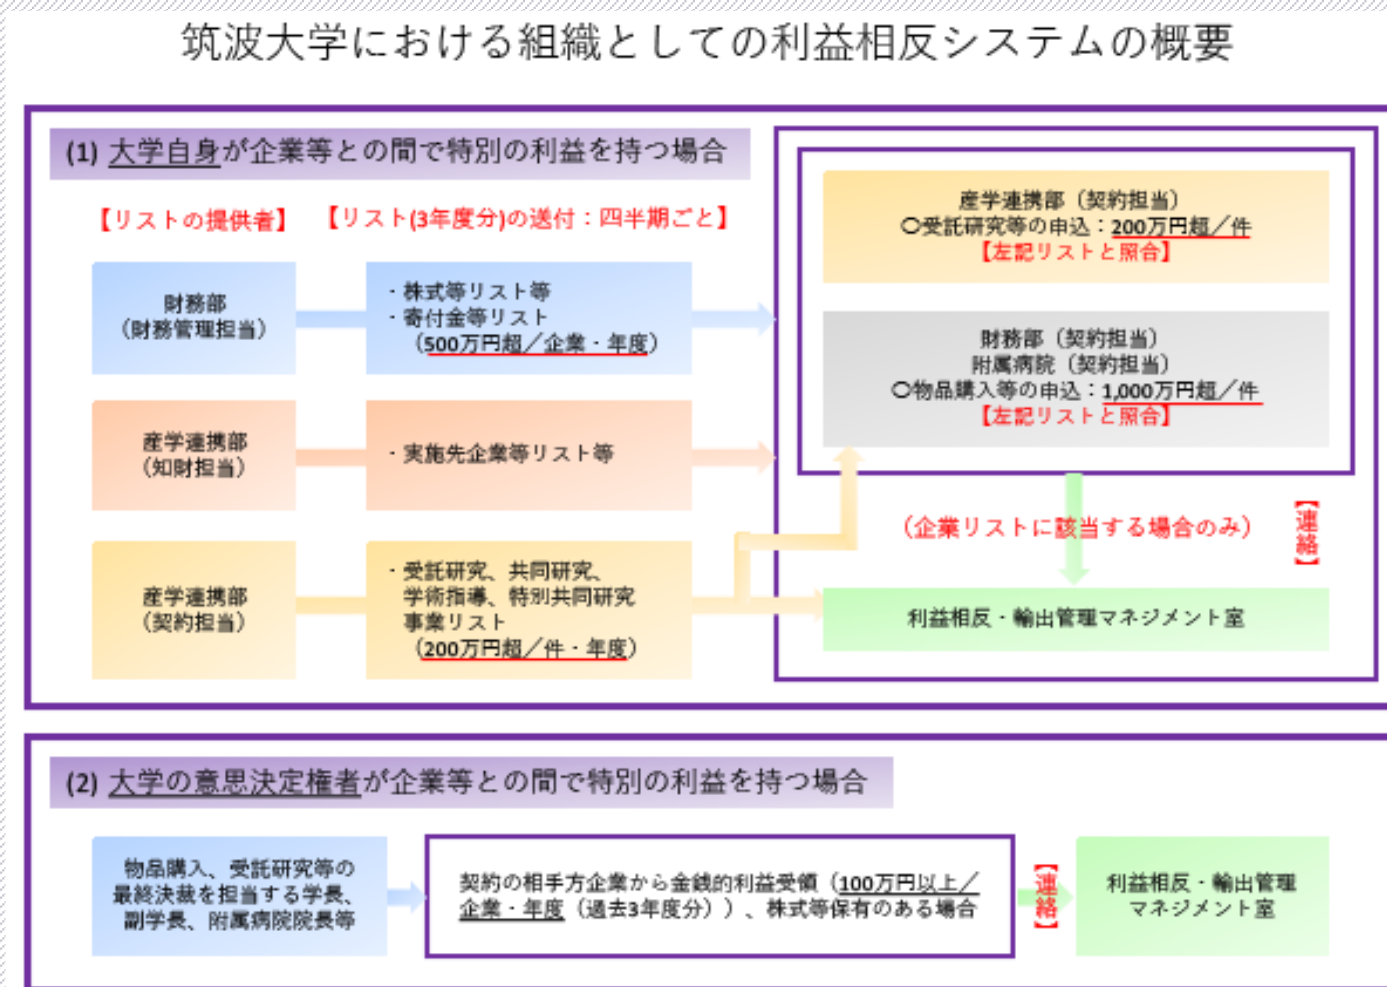 筑波大学における組織としての利益相反システムの概要
(1) 大学自身が企業等との間で特別の利益を持つ場合
【リストの提供者】
【リスト(3年度分)の送付：四半期ごと】
財務部
（財務管理担当）
・株式等リスト等
・寄付金等リスト
（500万円超／企業・年度）
産学連携部
（知財担当）
・実施先企業等リスト等
産学連携部
（契約担当）
・受託研究、共同研究、
学術指導、特別共同研究
事業リスト
（200万円超／件・年度）
産学連携部（契約担当）
〇受託研究等の申込：200万円超／件
【左記リストと照合】
財務部（契約担当）
附属病院（契約担当）
〇物品購入等の申込：1,000万円超／件
【左記リストと照合】
（企業リストに該当する場合のみ）
【連絡】
利益相反・輸出管理マネジメント室
(2) 大学の意思決定権者が企業等との間で特別の利益を持つ場合
物品購入、受託研究等の
最終決裁を担当する学長、
副学長、附属病院院長等
契約の相手方企業から金銭的利益受領（100万円以上／
企業・年度（過去3年度分））、株式等保有のある場合
【連絡】
利益相反・輸出管理
マネジメント室